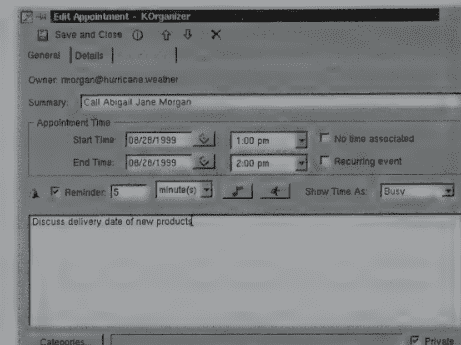 Edit Appointment - KOrganizer
Save and Close
General Details
Owner: rmorgan@hurricane.weather
Summary: Call Abigail Jane Morgan
Appointment Time
Start Time: 08/28/1999 1:00 pm No time associated
End Time: 08/28/1999 2:00 pm Recurring event
Reminder: 5 minute(s) Show Time As: Busy
Discuss delivery date of new products
Categories... Private